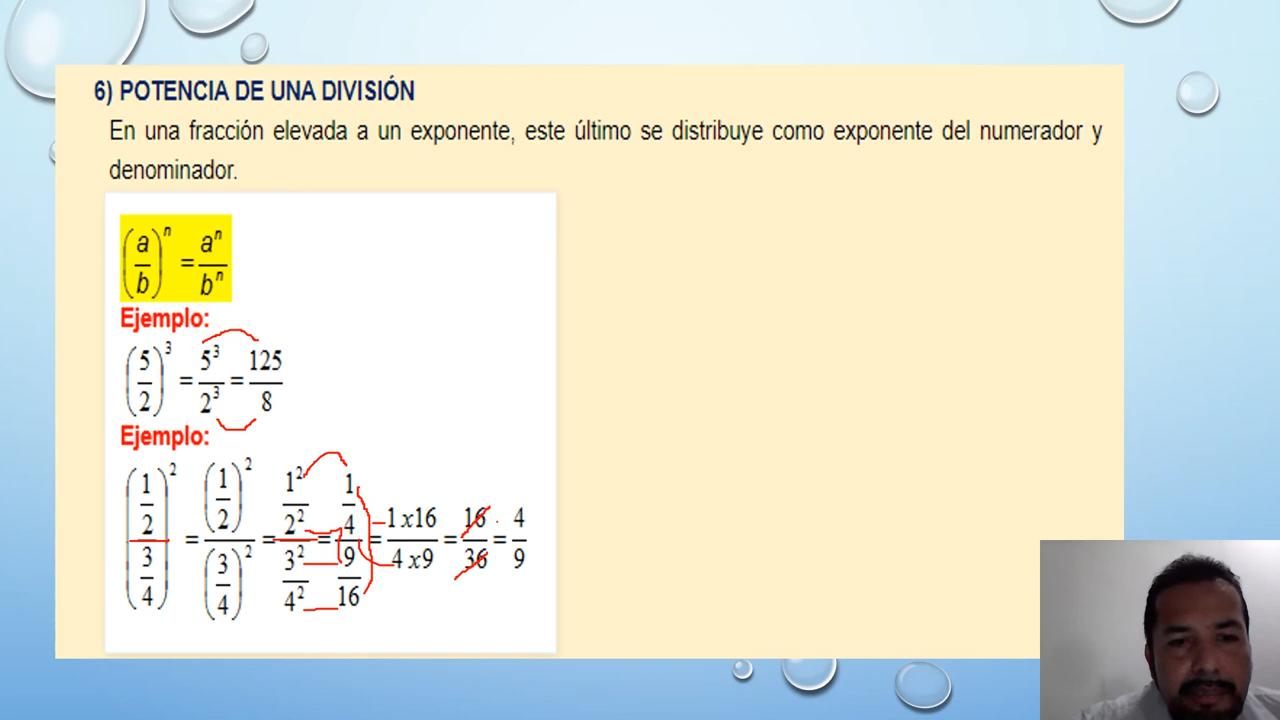 6) POTENCIA DE UNA DIVISIÓN
En una fracción elevada a un exponente, este último se distribuye como exponente del numerador y
denominador.
(a/b)^n = a^n/b^n
Ejemplo:
(5/2)^3 = 5^3/2^3 = 125/8
Ejemplo:
((1/2)/(3/4))^2 = (1/2)^2/(3/4)^2 = (1^2/2^2)/(3^2/4^2) = (1/4)/(9/16) = 1x16/4x9 = 16/36 = 4/9